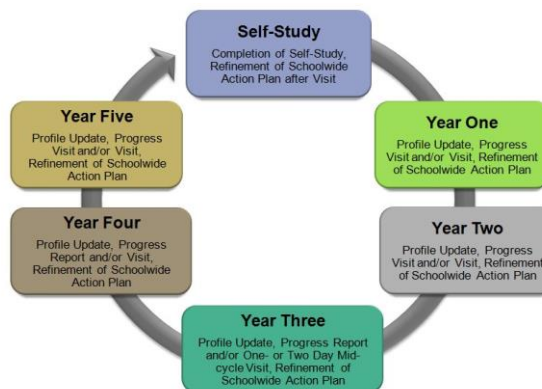 Self-Study
Completion of Self-Study,
Refinement of Schoolwide
Action Plan after Visit
Year One
Profile Update, Progress
Visit and/or Visit, Refinement
of Schoolwide Action Plan
Year Two
Profile Update, Progress
Visit and/or Visit, Refinement
of Schoolwide Action Plan
Year Three
Profile Update, Progress Report
and/or One- or Two Day Mid-
cycle Visit, Refinement of
Schoolwide Action Plan
Year Four
Profile Update, Progress
Report and/or Visit,
Refinement of Schoolwide
Action Plan
Year Five
Profile Update, Progress
Visit and/or Visit,
Refinement of Schoolwide
Action Plan